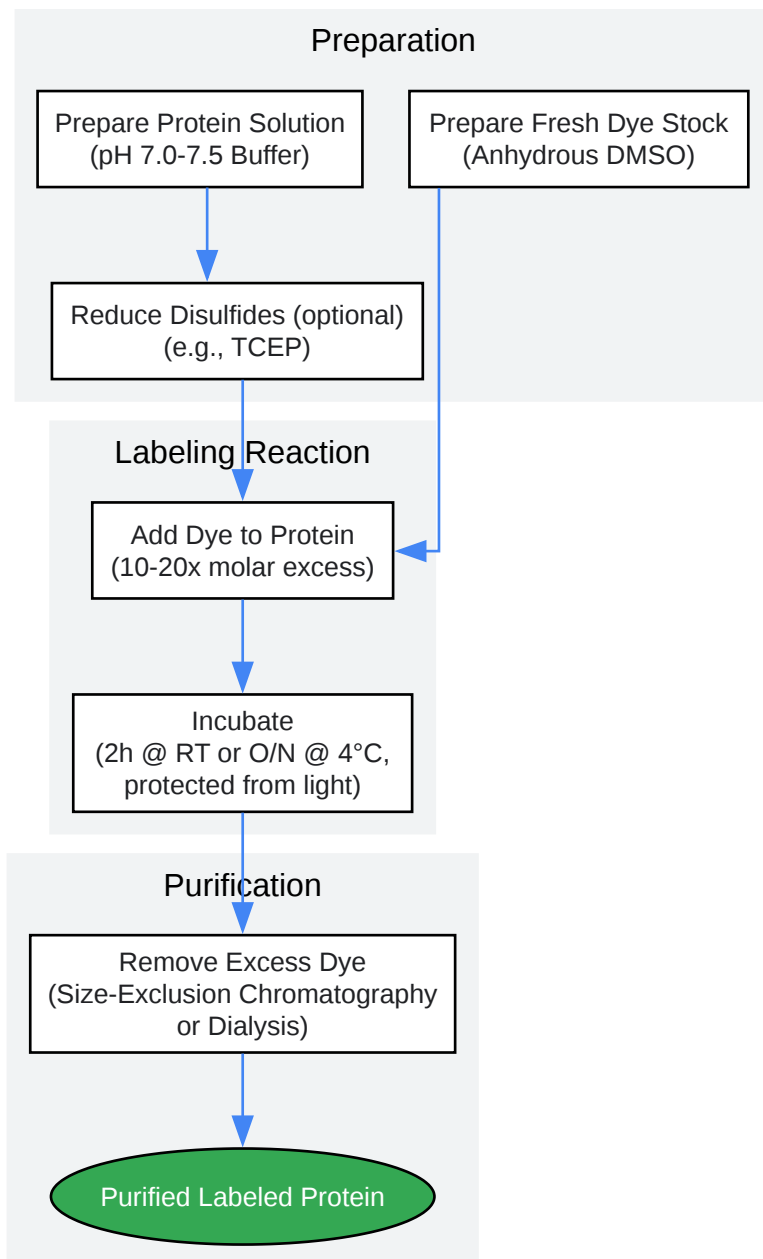 Preparation
Prepare Protein Solution
(pH 7.0-7.5 Buffer)
Prepare Fresh Dye Stock
(Anhydrous DMSO)
Reduce Disulfides (optional)
(e.g., TCEP)
Labeling Reaction
Add Dye to Protein
(10-20x molar excess)
Incubate
(2h @ RT or O/N @ 4°C,
protected from light)
Purification
Remove Excess Dye
(Size-Exclusion Chromatography
or Dialysis)
Purified Labeled Protein